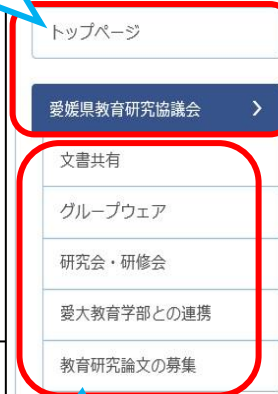 トップページ
愛媛県教育研究協議会
文書共有
グループウェア
研究会・研修会
愛大教育学部との連携
教育研究論文の募集